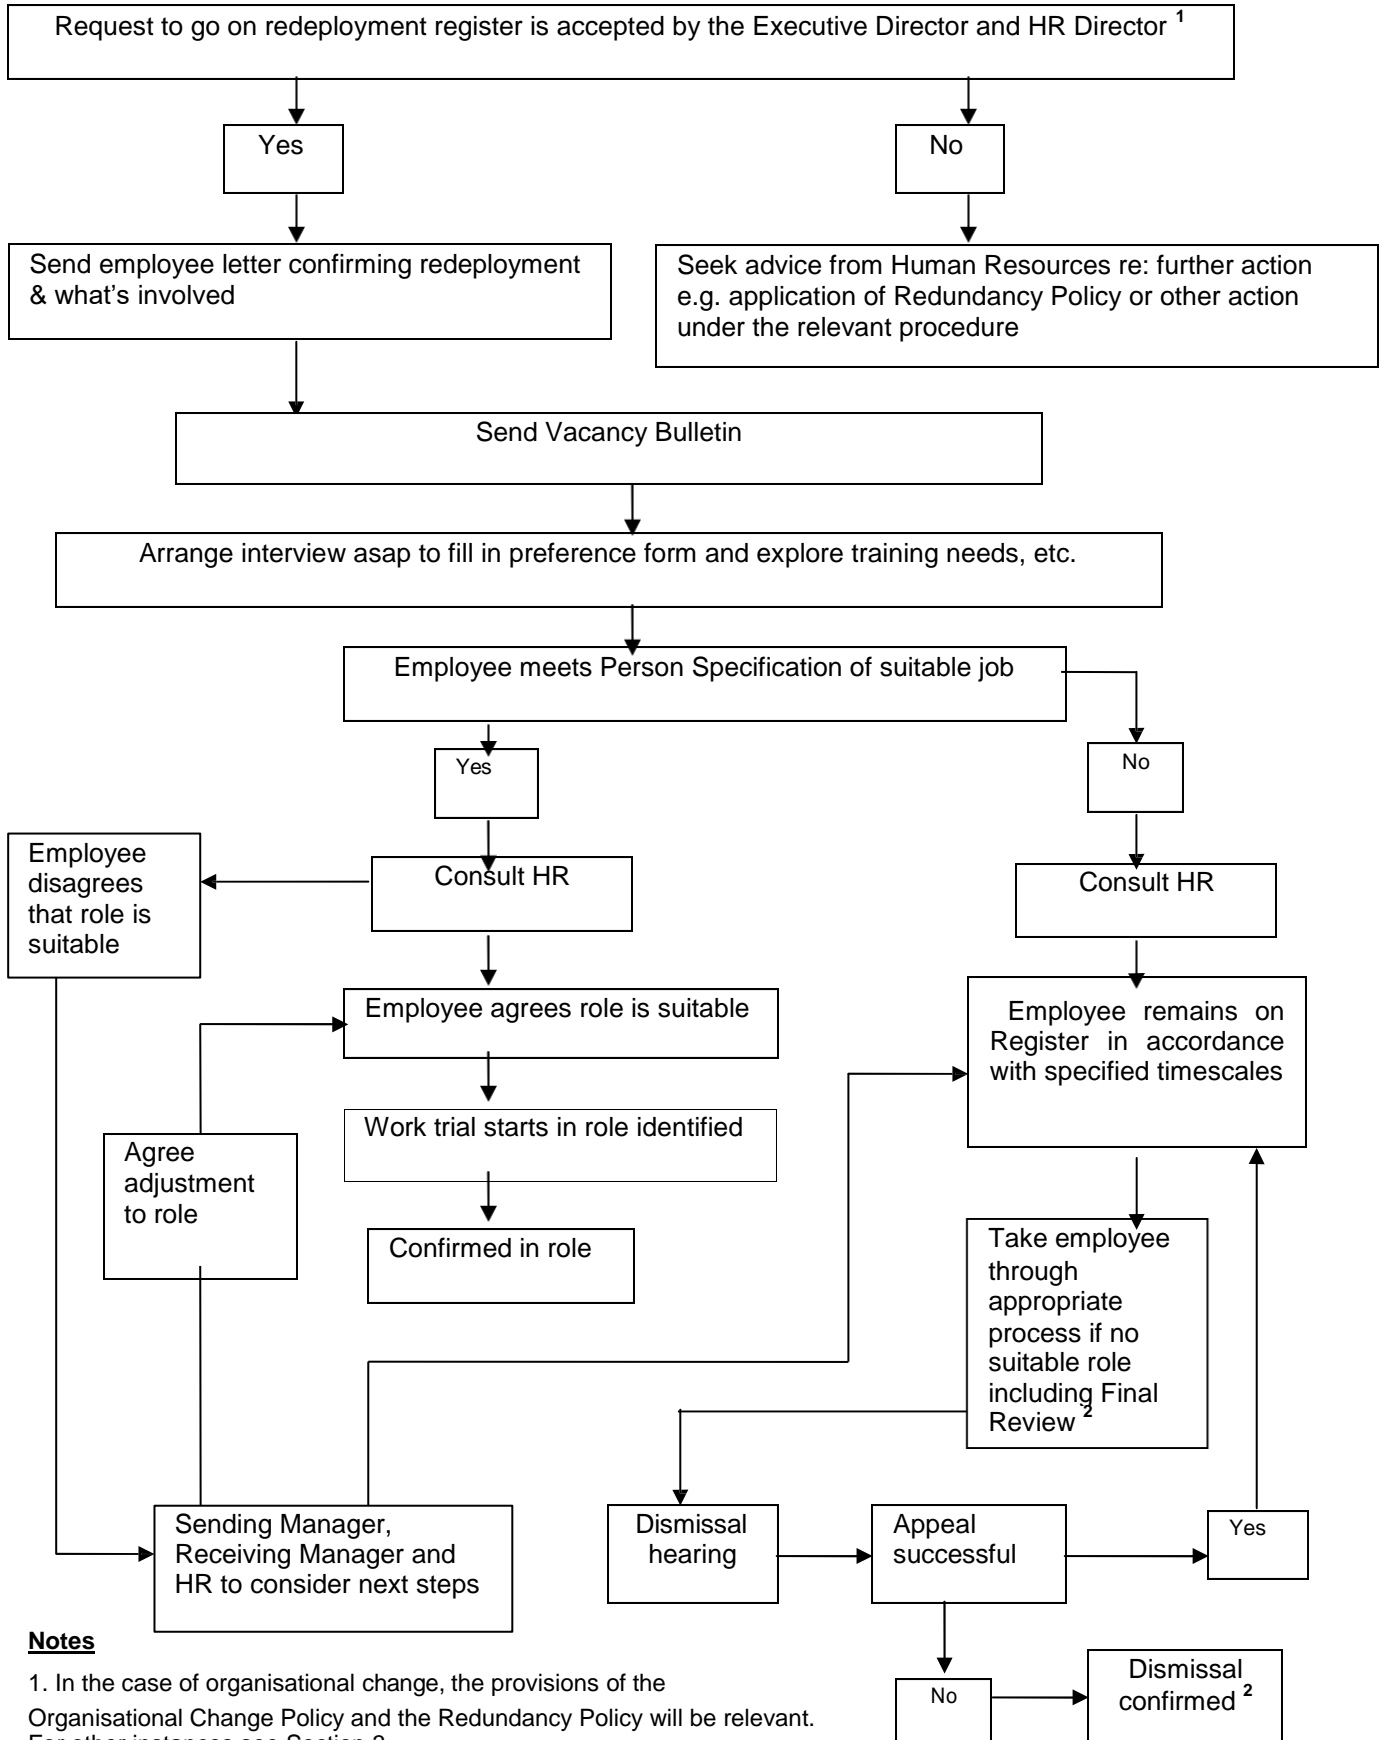 Request to go on redeployment register is accepted by the Executive Director and HR Director 1
Yes
No
Send employee letter confirming redeployment
& what's involved
Seek advice from Human Resources re: further action
e.g. application of Redundancy Policy or other action
under the relevant procedure
Send Vacancy Bulletin
Arrange interview asap to fill in preference form and explore training needs, etc.
Employee meets Person Specification of suitable job
Yes
No
Employee
disagrees
that role is
suitable
Consult HR
Consult HR
Employee agrees role is suitable
Employee remains on
Register in accordance
with specified timescales
Work trial starts in role identified
Agree
adjustment
to role
Confirmed in role
Take employee
through
appropriate
process if no
suitable role
including Final
Review 2
Sending Manager,
Receiving Manager and
HR to consider next steps
Dismissal
hearing
Appeal
successful
Yes
No
Dismissal
confirmed 2
Notes
1. In the case of organisational change, the provisions of the
Organisational Change Policy and the Redundancy Policy will be relevant.
For other instances see Section